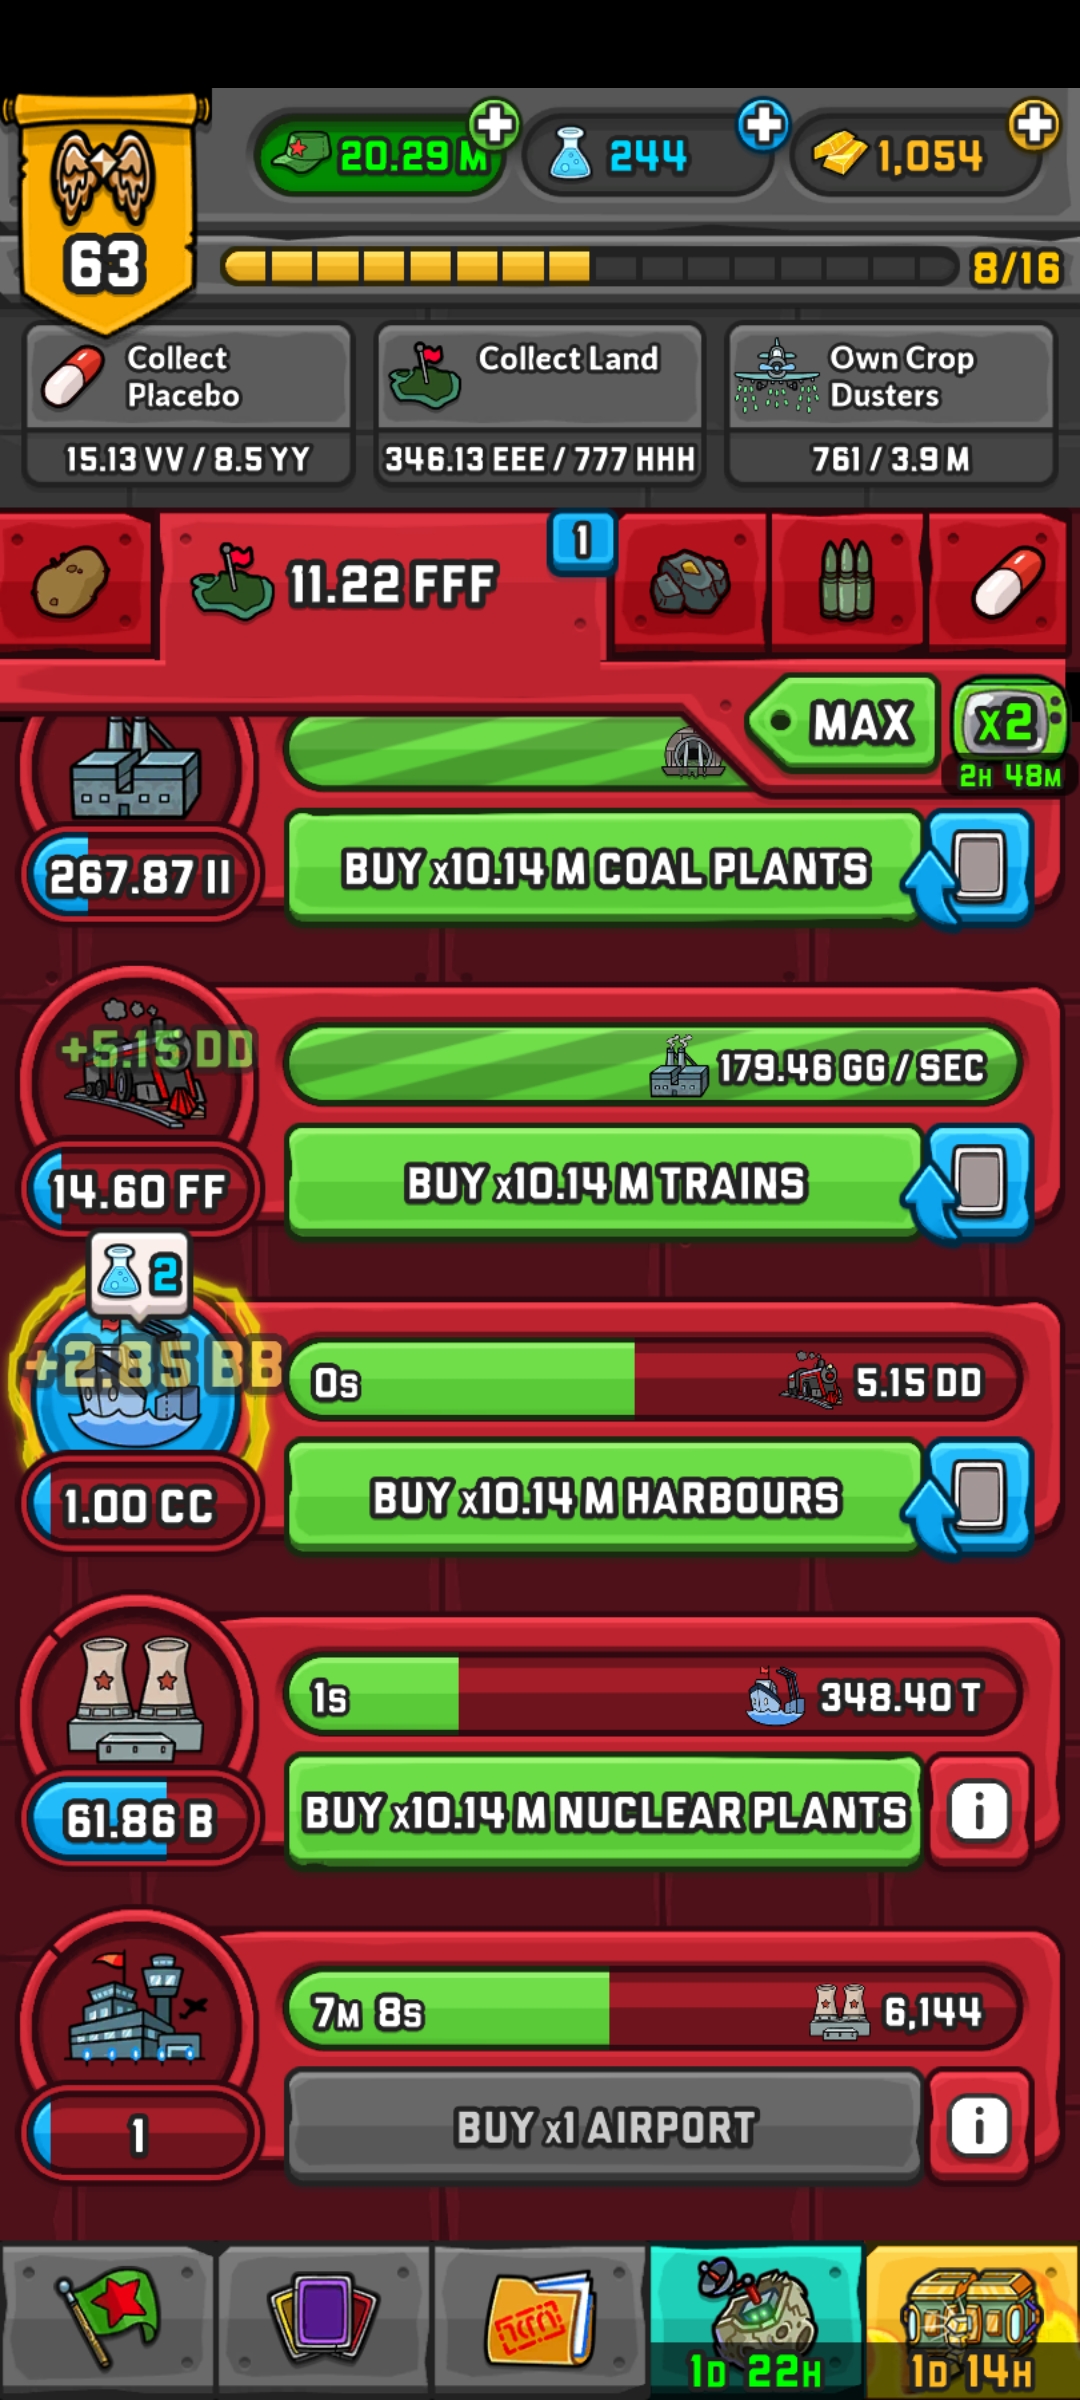 20.29 M
244
1,054
63
8/16
Collect
Placebo
15.13 VV / 8.5 YY
Collect Land
346.13 EEE / 777 HHH
Own Crop
Dusters
761 / 3.9 M
11.22 FFF
1
MAX
X2
2H 48M
267.87 II
BUY x10.14 M COAL PLANTS
+5.15 DD
179.46 GG / SEC
14.60 FF
BUY x10.14 M TRAINS
2
+2.85 BB
0s
5.15 DD
1.00 CC
BUY x10.14 M HARBOURS
1s
348.40 T
61.86 B
BUY x10.14 M NUCLEAR PLANTS
i
7M 8s
6,144
1
BUY x1 AIRPORT
i
1D 22H
1D 14H